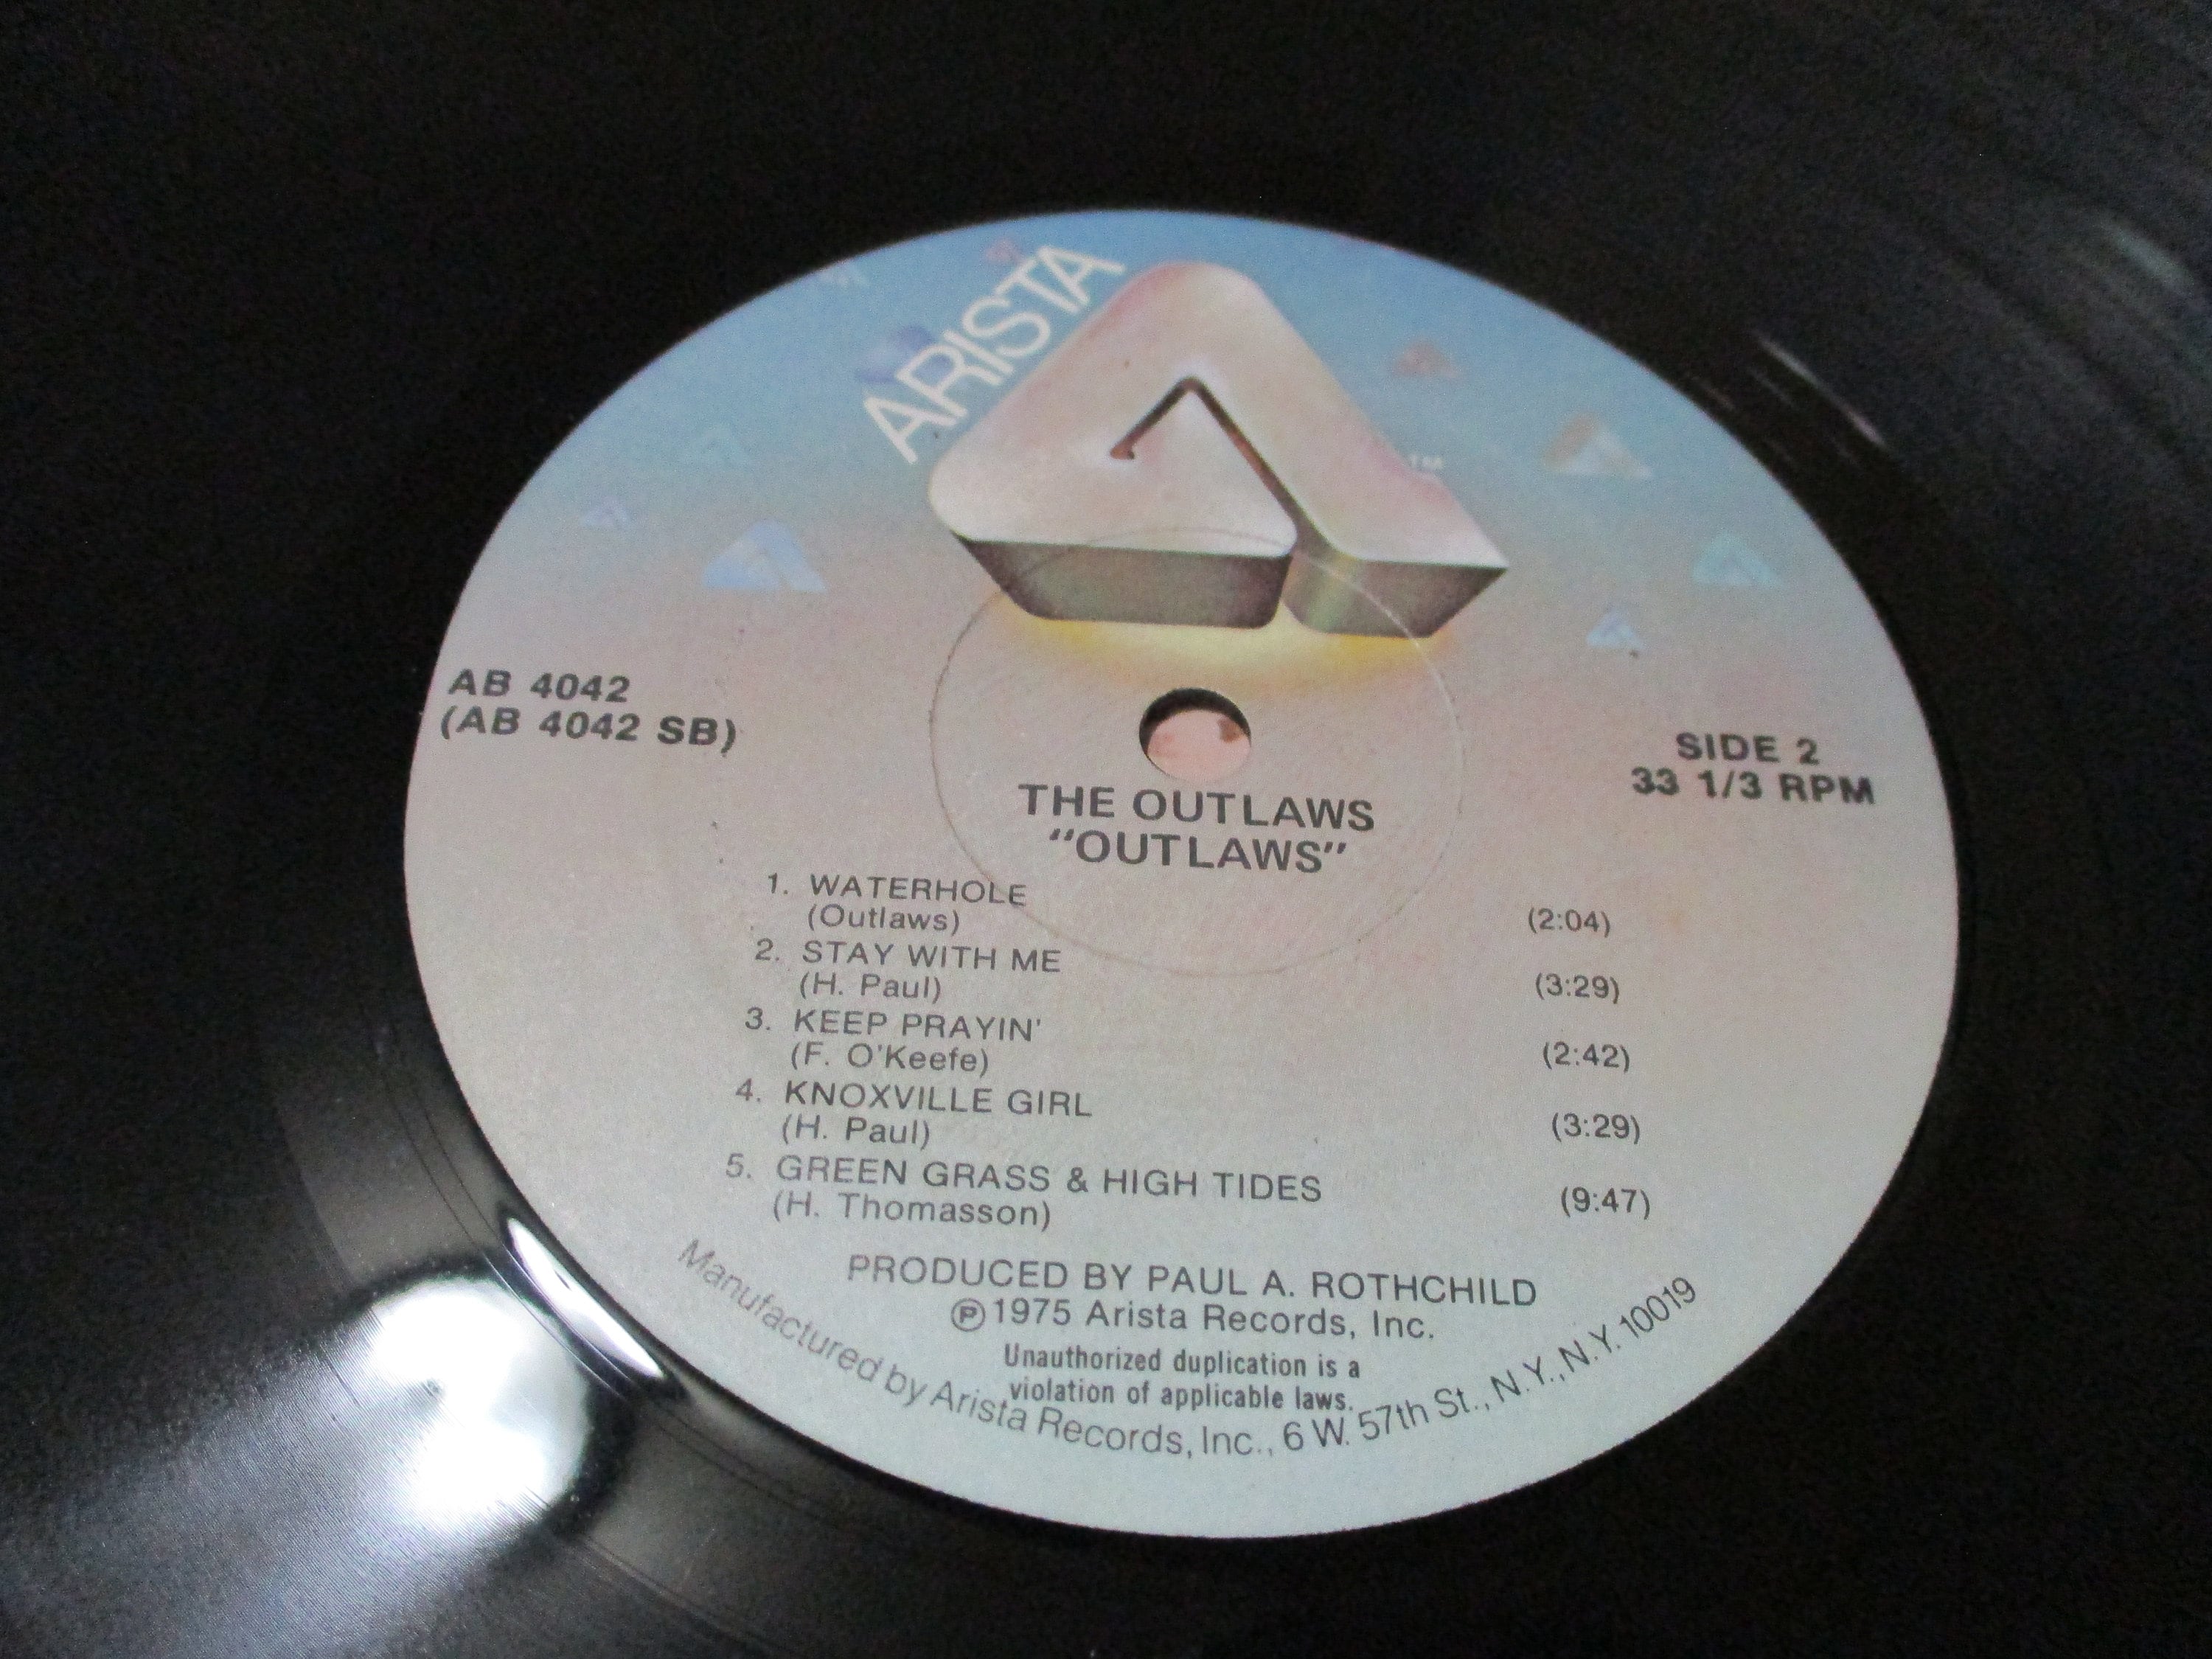 ARISTA
TM
AB 4042
(AB 4042 SB)
SIDE 2
33 1/3 RPM
THE OUTLAWS
"OUTLAWS"
1. WATERHOLE
(Outlaws) (2:04)
2. STAY WITH ME
(H. Paul) (3:29)
3. KEEP PRAYIN'
(F. O'Keefe) (2:42)
4. KNOXVILLE GIRL
(H. Paul) (3:29)
5. GREEN GRASS & HIGH TIDES
(H. Thomasson) (9:47)
PRODUCED BY PAUL A. ROTHCHILD
Ⓟ1975 Arista Records, Inc.
Unauthorized duplication is a
violation of applicable laws.
Manufactured by Arista Records, Inc., 6 W. 57th St., N.Y., N.Y. 10019